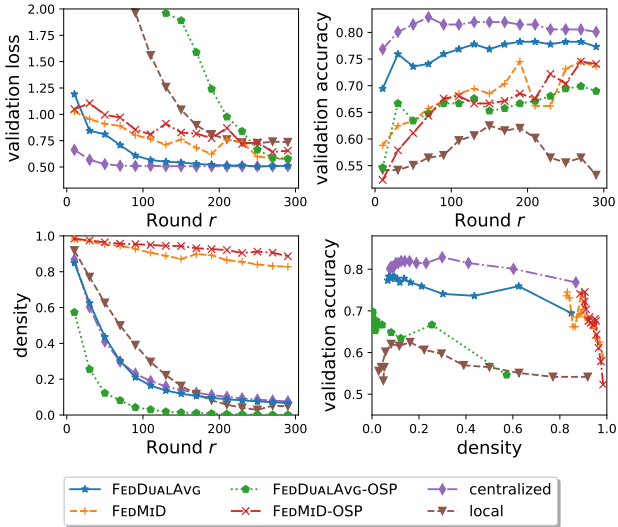 2.00
1.75
1.50
1.25
1.00
0.75
0.50
validation loss
0
100
200
300
Round r
0.80
0.75
0.70
0.65
0.60
0.55
validation accuracy
0
100
200
300
Round r
1.0
0.8
0.6
0.4
0.2
0.0
density
0
100
200
300
Round r
0.8
0.7
0.6
0.5
validation accuracy
0.0
0.2
0.4
0.6
0.8
1.0
density
FEDDUALAVG
FEDMID
FEDDUALAVG-OSP
FEDMID-OSP
centralized
local